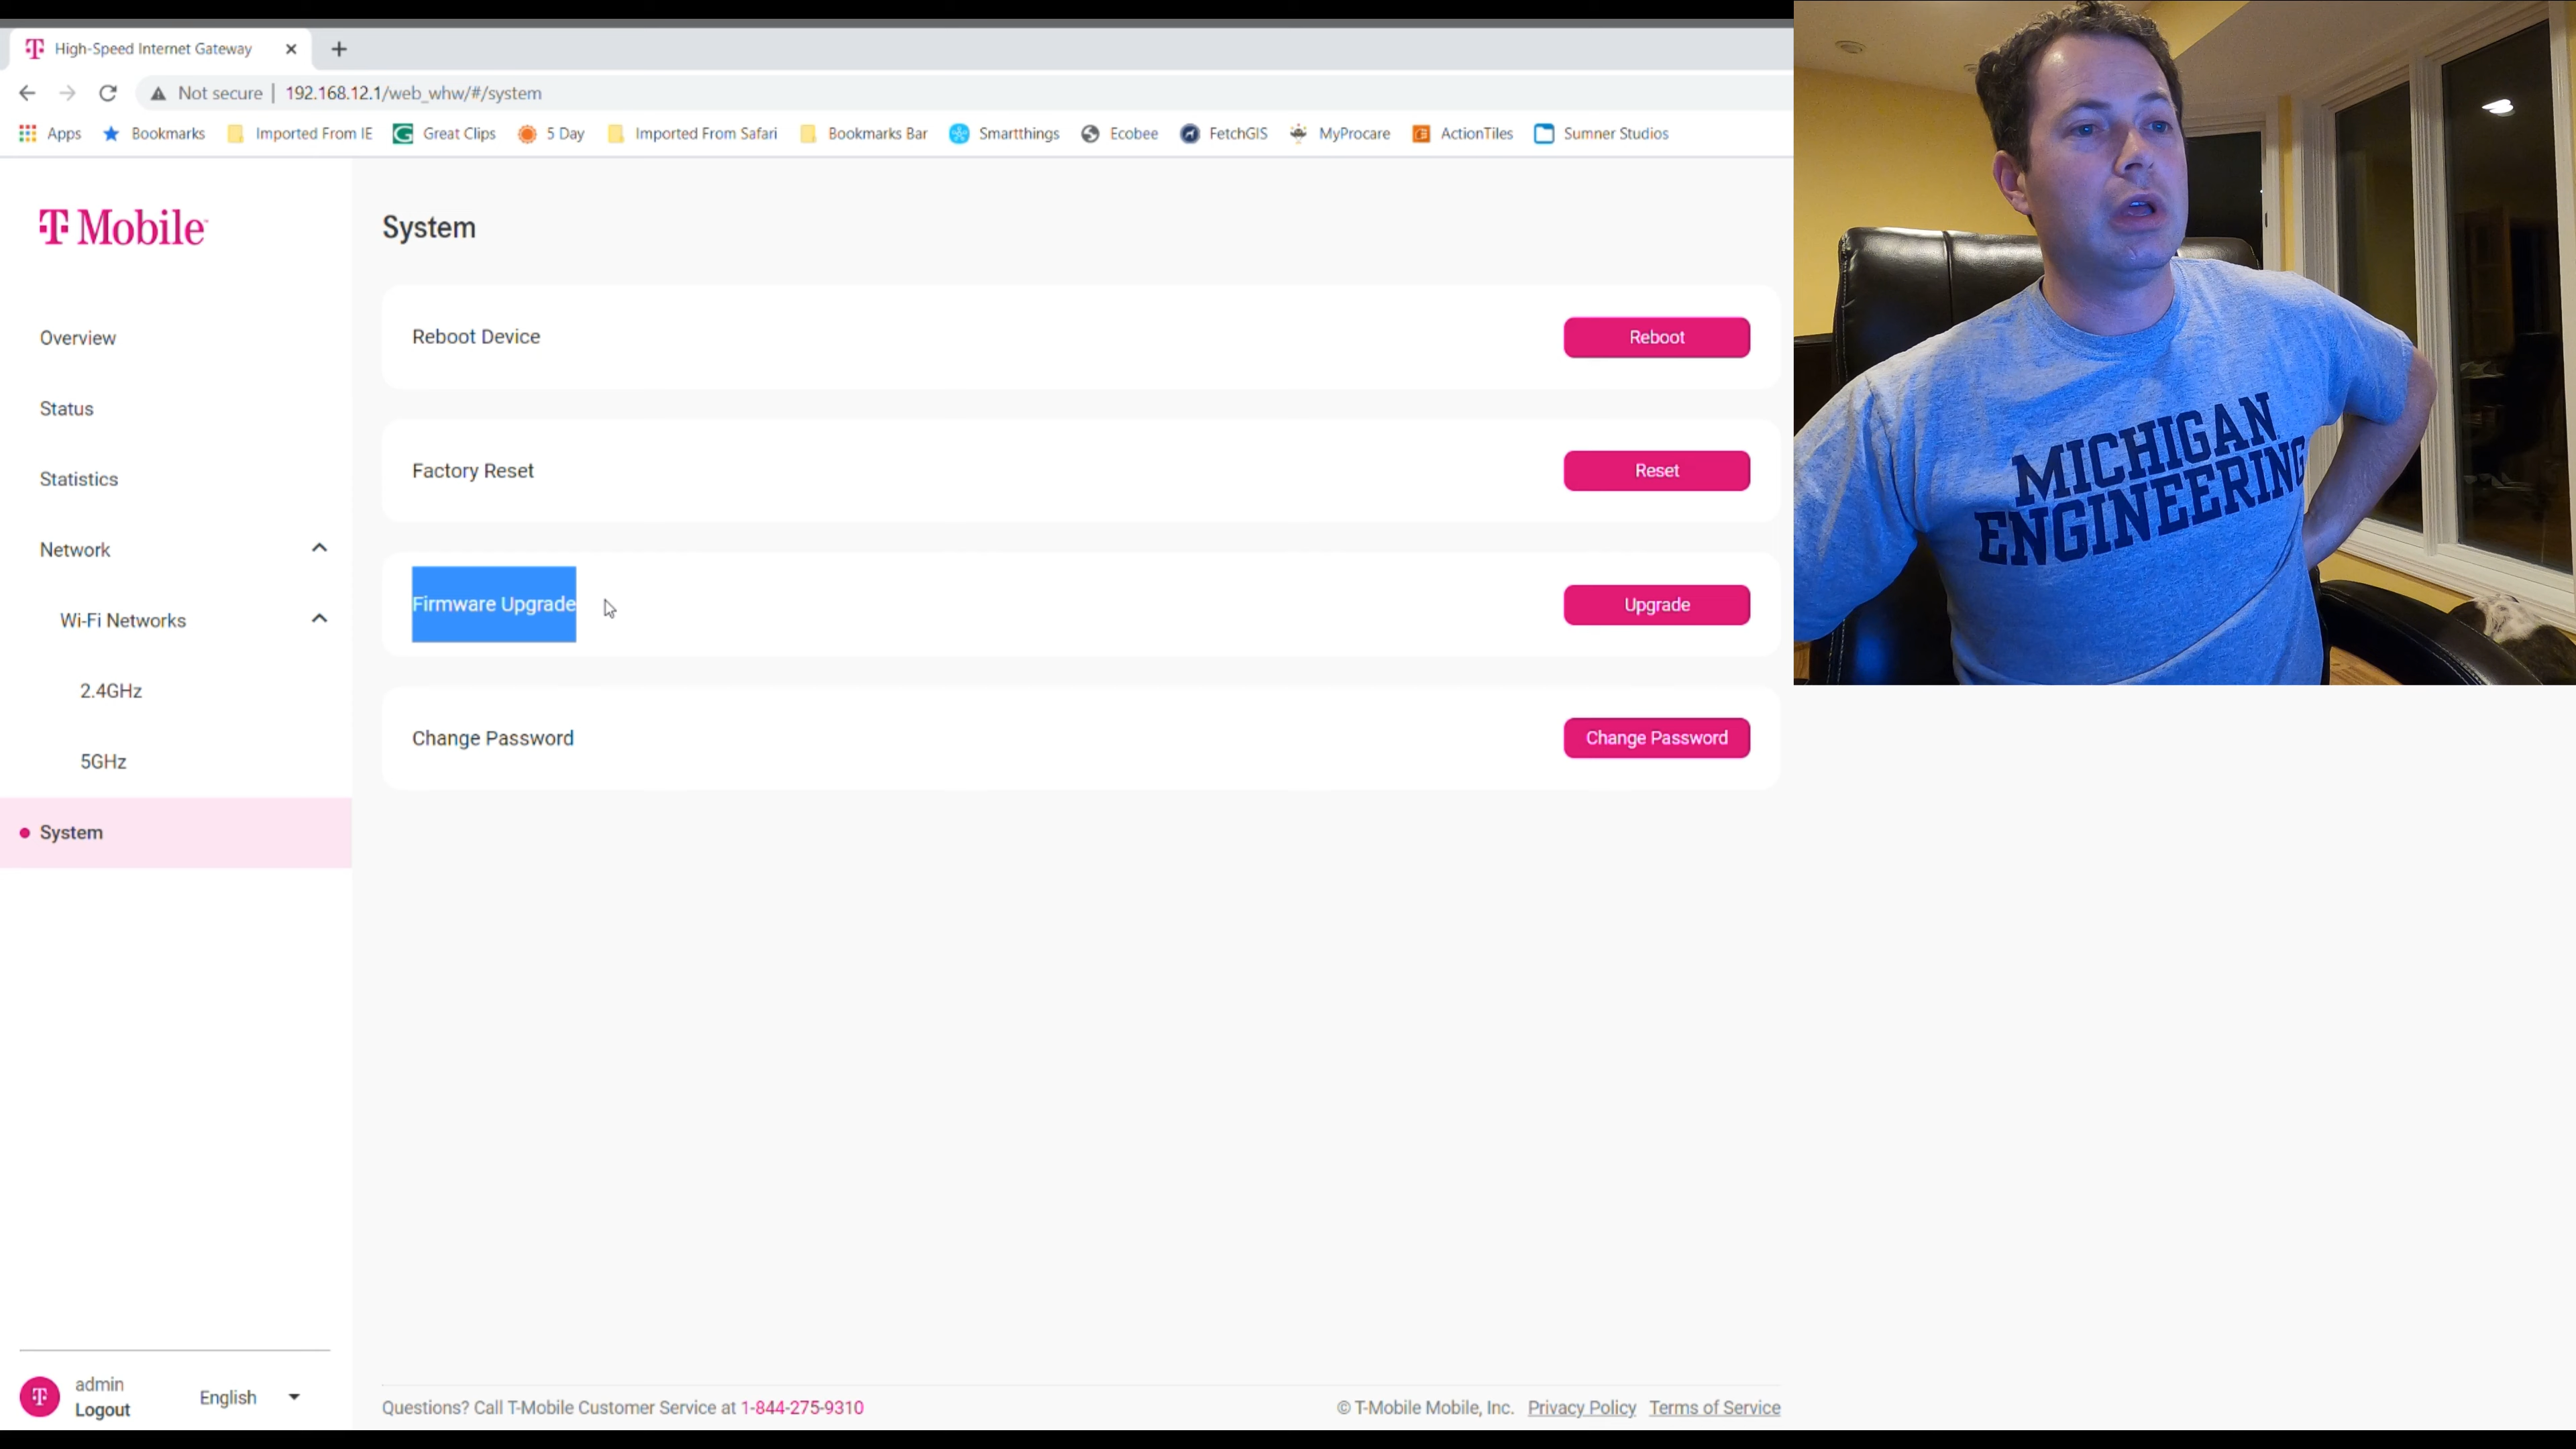 High-Speed Internet Gateway
Not secure | 192.168.12.1/web_whw/#/system
Apps Bookmarks Imported From IE Great Clips 5 Day Imported From Safari Bookmarks Bar Smartthings Ecobee FetchGIS MyProcare ActionTiles Sumner Studios
T Mobile
Overview
Status
Statistics
Network
Wi-Fi Networks
2.4GHz
5GHz
System
admin
Logout
English
System
Reboot Device Reboot
Factory Reset Reset
Firmware Upgrade Upgrade
Change Password Change Password
Questions? Call T-Mobile Customer Service at 1-844-275-9310
© T-Mobile Mobile, Inc. Privacy Policy Terms of Service
MICHIGAN
ENGINEERING